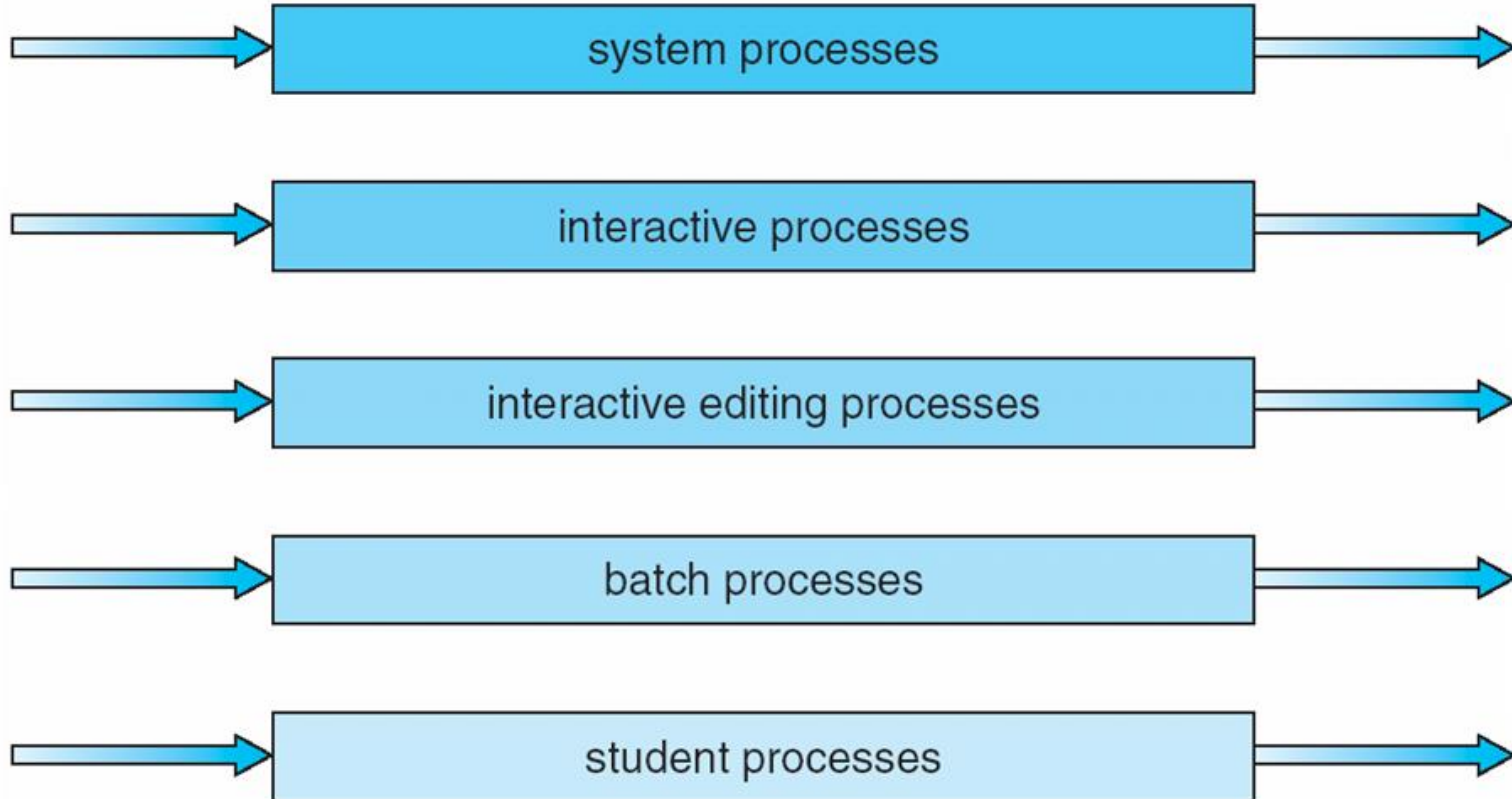 system processes
interactive processes
interactive editing processes
batch processes
student processes